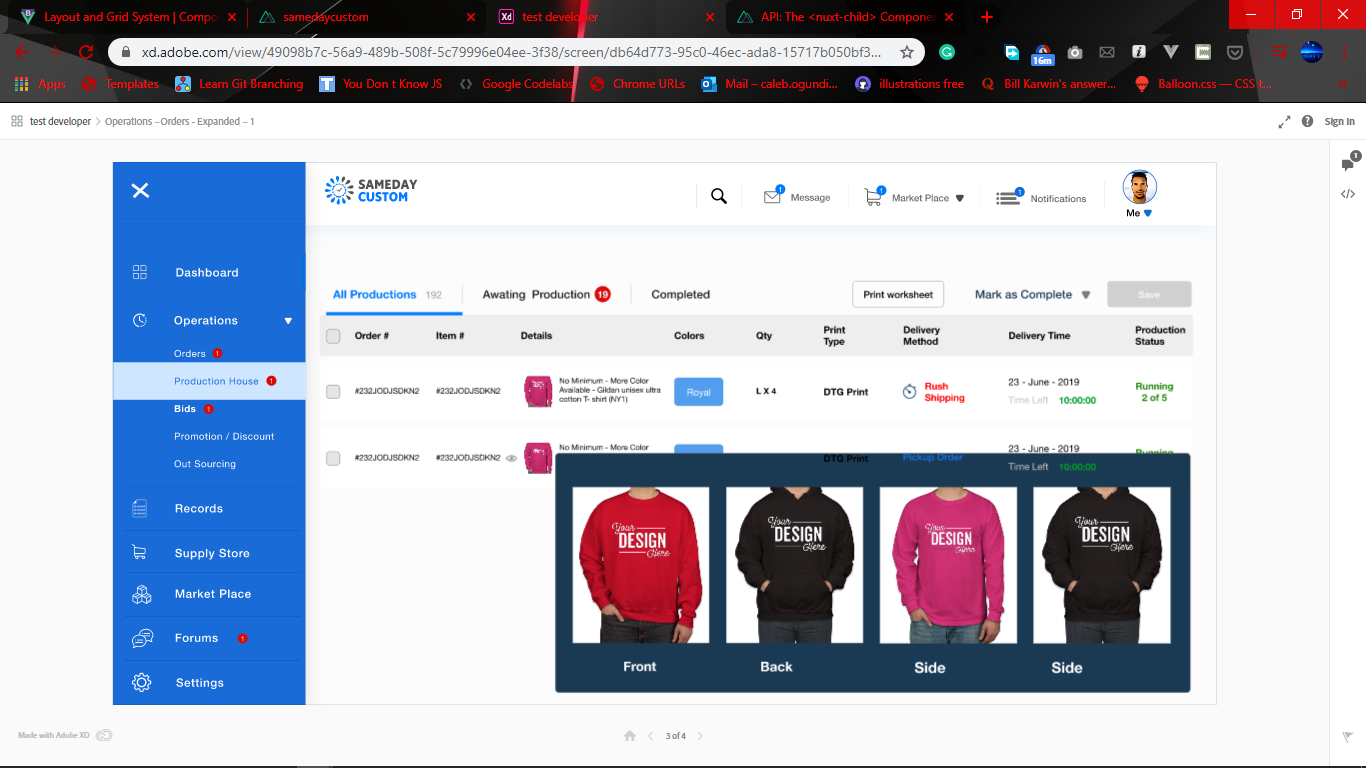 Layout and Grid System | Compo
samedaycustom
test developer
API: The <nuxt-child> Componen
xd.adobe.com/view/49098b7c-56a9-489b-508f-5c79996e04ee-3f38/screen/db64d773-95c0-46ec-ada8-15717b050bf3...
16m
Apps
Templates
Learn Git Branching
You Don t Know JS
Google Codelabs
Chrome URLs
Mail – caleb.ogundi...
illustrations free
Bill Karwin's answer...
Balloon.css — CSS t...
test developer
Operations –Orders - Expanded – 1
Sign In
1
SAMEDAY
CUSTOM
1
Message
1
Market Place
1
Notifications
Me
Dashboard
Operations
Orders 1
Production House 1
Bids 1
Promotion / Discount
Out Sourcing
Records
Supply Store
Market Place
Forums 1
Settings
All Productions 192
Awating Production 19
Completed
Print worksheet
Mark as Complete
Save
Order #
Item #
Details
Colors
Qty
Print
Type
Delivery
Method
Delivery Time
Production
Status
#232JODJSDKN2
#232JODJSDKN2
No Minimum - More Color
Available - Gildan unisex ultra
cotton T- shirt (NY1)
Royal
L X 4
DTG Print
Rush
Shipping
23 - June - 2019
Time Left 10:00:00
Running
2 of 5
#232JODJSDKN2
#232JODJSDKN2
No Minimum - More Color
DTG Print
Pickup Order
23 - June - 2019
Time Left 10:00:00
Running
Your
DESIGN
Here
Your
DESIGN
Here
Your
DESIGN
Here
Your
DESIGN
Here
Front
Back
Side
Side
Made with Adobe XD
3 of 4